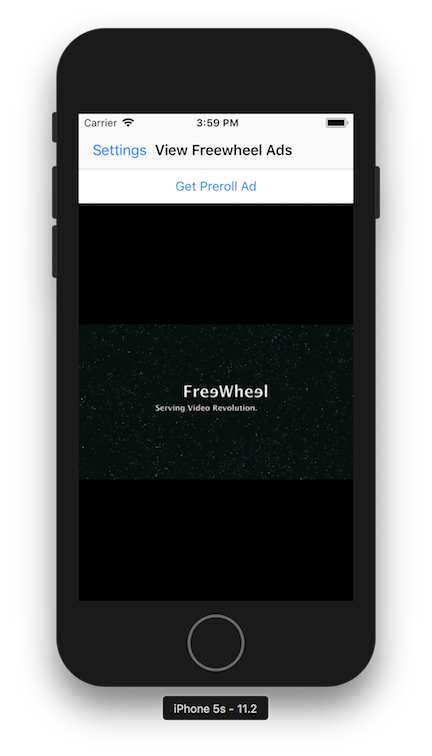 Carrier 3:59 PM
Settings View Freewheel Ads
Get Preroll Ad
FreeWheel
Serving Video Revolution.
iPhone 5s - 11.2